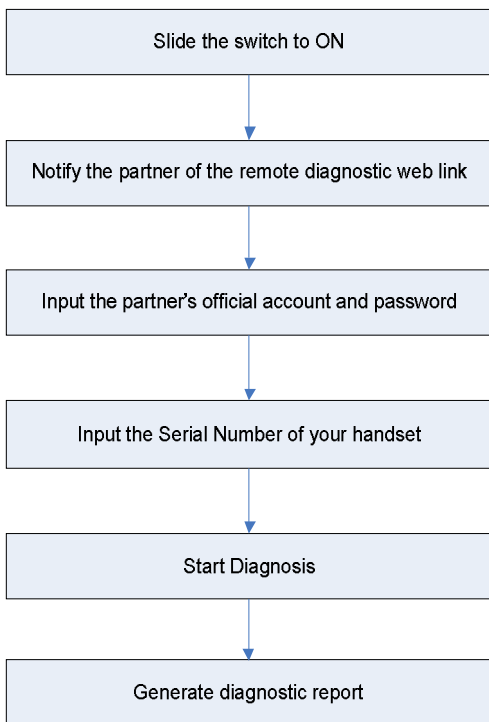 Slide the switch to ON
Notify the partner of the remote diagnostic web link
Input the partner's official account and password
Input the Serial Number of your handset
Start Diagnosis
Generate diagnostic report